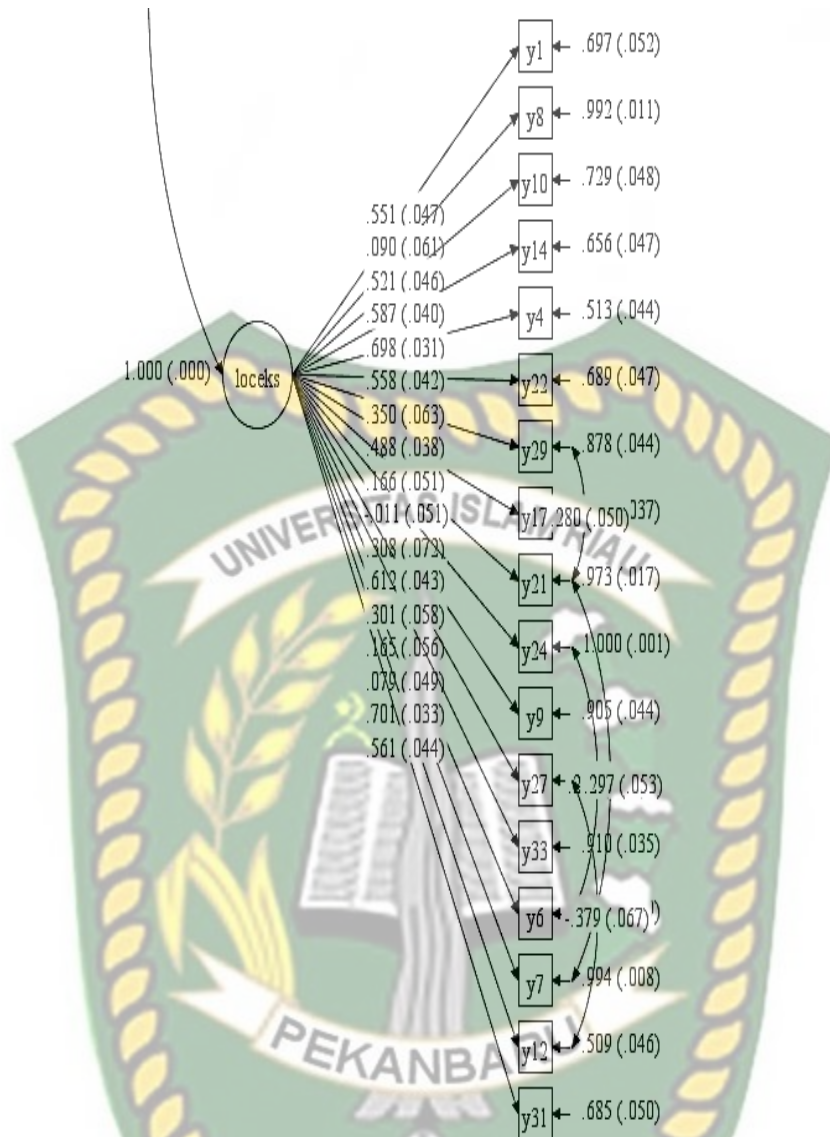 y1 .697 (.052)
y8 .992 (.011)
y10 .729 (.048)
.551 (.047)
.090 (.061)
y14 .656 (.047)
.521 (.046)
.587 (.040)
y4 .513 (.044)
.698 (.031)
1.000 (.000) loceks
.558 (.042)
y22 .689 (.047)
.350 (.063)
.488 (.038)
y29 .878 (.044)
.166 (.051)
-.011 (.051)
y17 .280 (.050) 337)
UNIVERSITAS ISLAM RIAU
.308 (.073)
.612 (.043)
y21 .973 (.017)
.301 (.058)
.165 (.056)
y24 1.000 (.001)
.079 (.049)
.701 (.033)
y9 .905 (.044)
.561 (.044)
y27 .297 (.053)
y33 .910 (.035)
y6 -.379 (.067)
y7 .994 (.008)
PEKANBARU
y12 .509 (.046)
y31 .685 (.050)